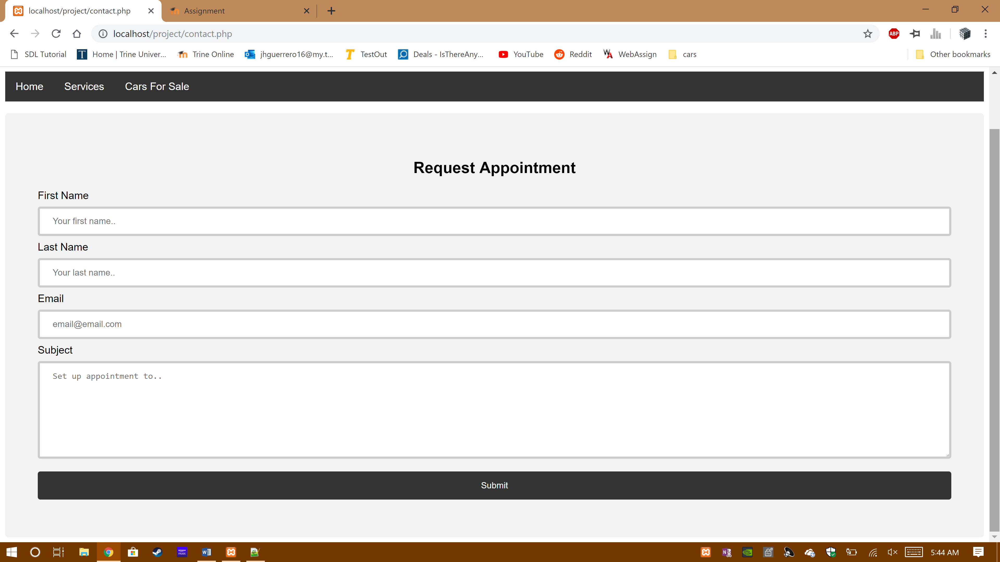 localhost/project/contact.php
Assignment
localhost/project/contact.php
ABP
SDL Tutorial
Home | Trine Univer...
Trine Online
jhguerrero16@my.t...
TestOut
Deals - IsThereAny...
YouTube
Reddit
WebAssign
cars
Other bookmarks
Home
Services
Cars For Sale
Request Appointment
First Name
Your first name..
Last Name
Your last name..
Email
email@email.com
Subject
Set up appointment to..
Submit
amazon music
5:44 AM